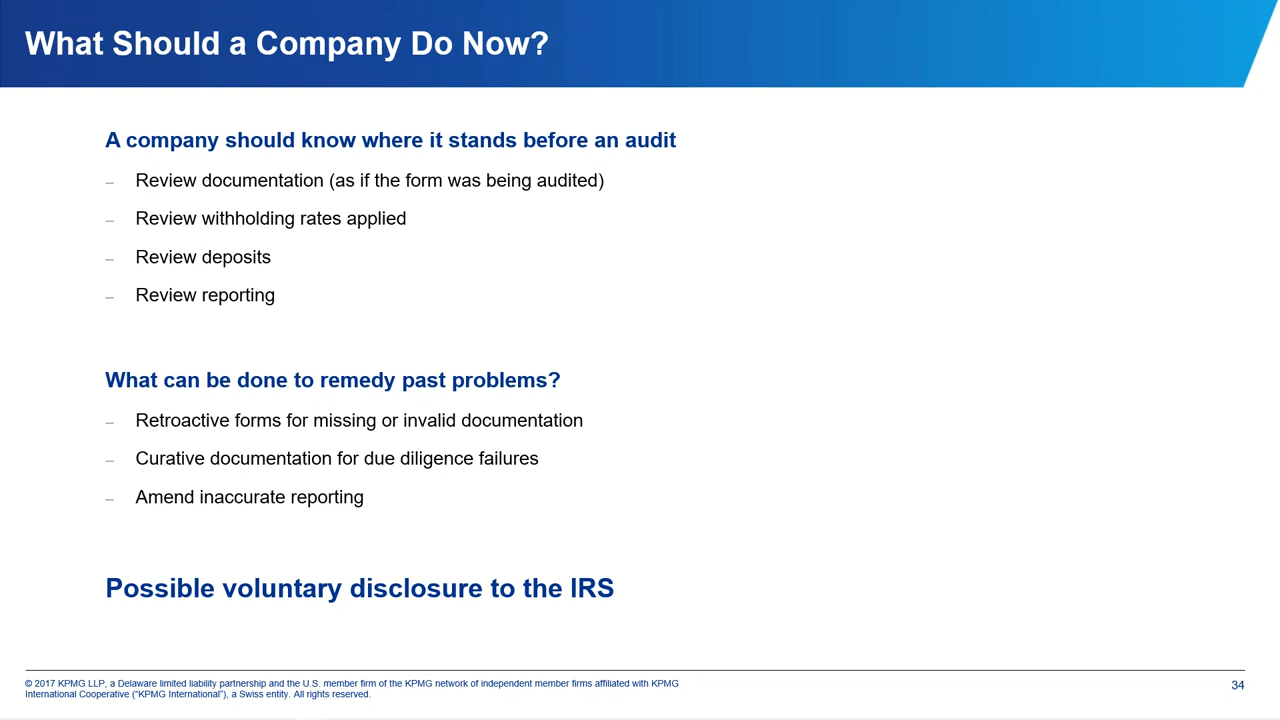 What Should a Company Do Now?
A company should know where it stands before an audit
– Review documentation (as if the form was being audited)
– Review withholding rates applied
– Review deposits
– Review reporting
What can be done to remedy past problems?
– Retroactive forms for missing or invalid documentation
– Curative documentation for due diligence failures
– Amend inaccurate reporting
Possible voluntary disclosure to the IRS
© 2017 KPMG LLP, a Delaware limited liability partnership and the U.S. member firm of the KPMG network of independent member firms affiliated with KPMG
International Cooperative (“KPMG International”), a Swiss entity. All rights reserved.
34